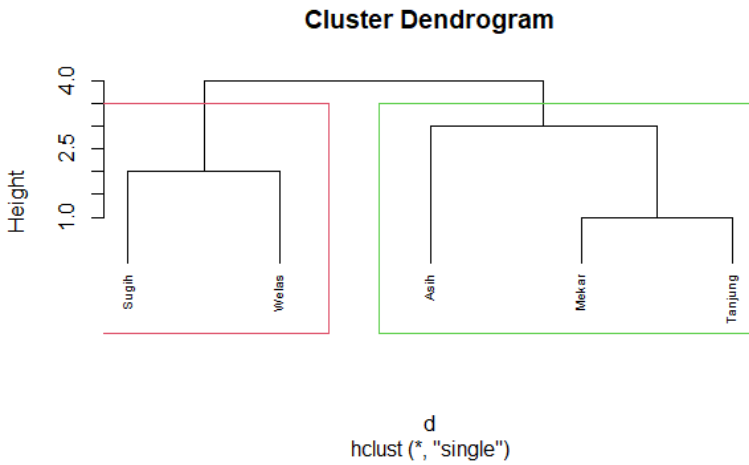 Cluster Dendrogram
Height
4.0
2.5
1.0
Sugih
Welas
Asih
Mekar
Tanjung
d
hclust (*, "single")